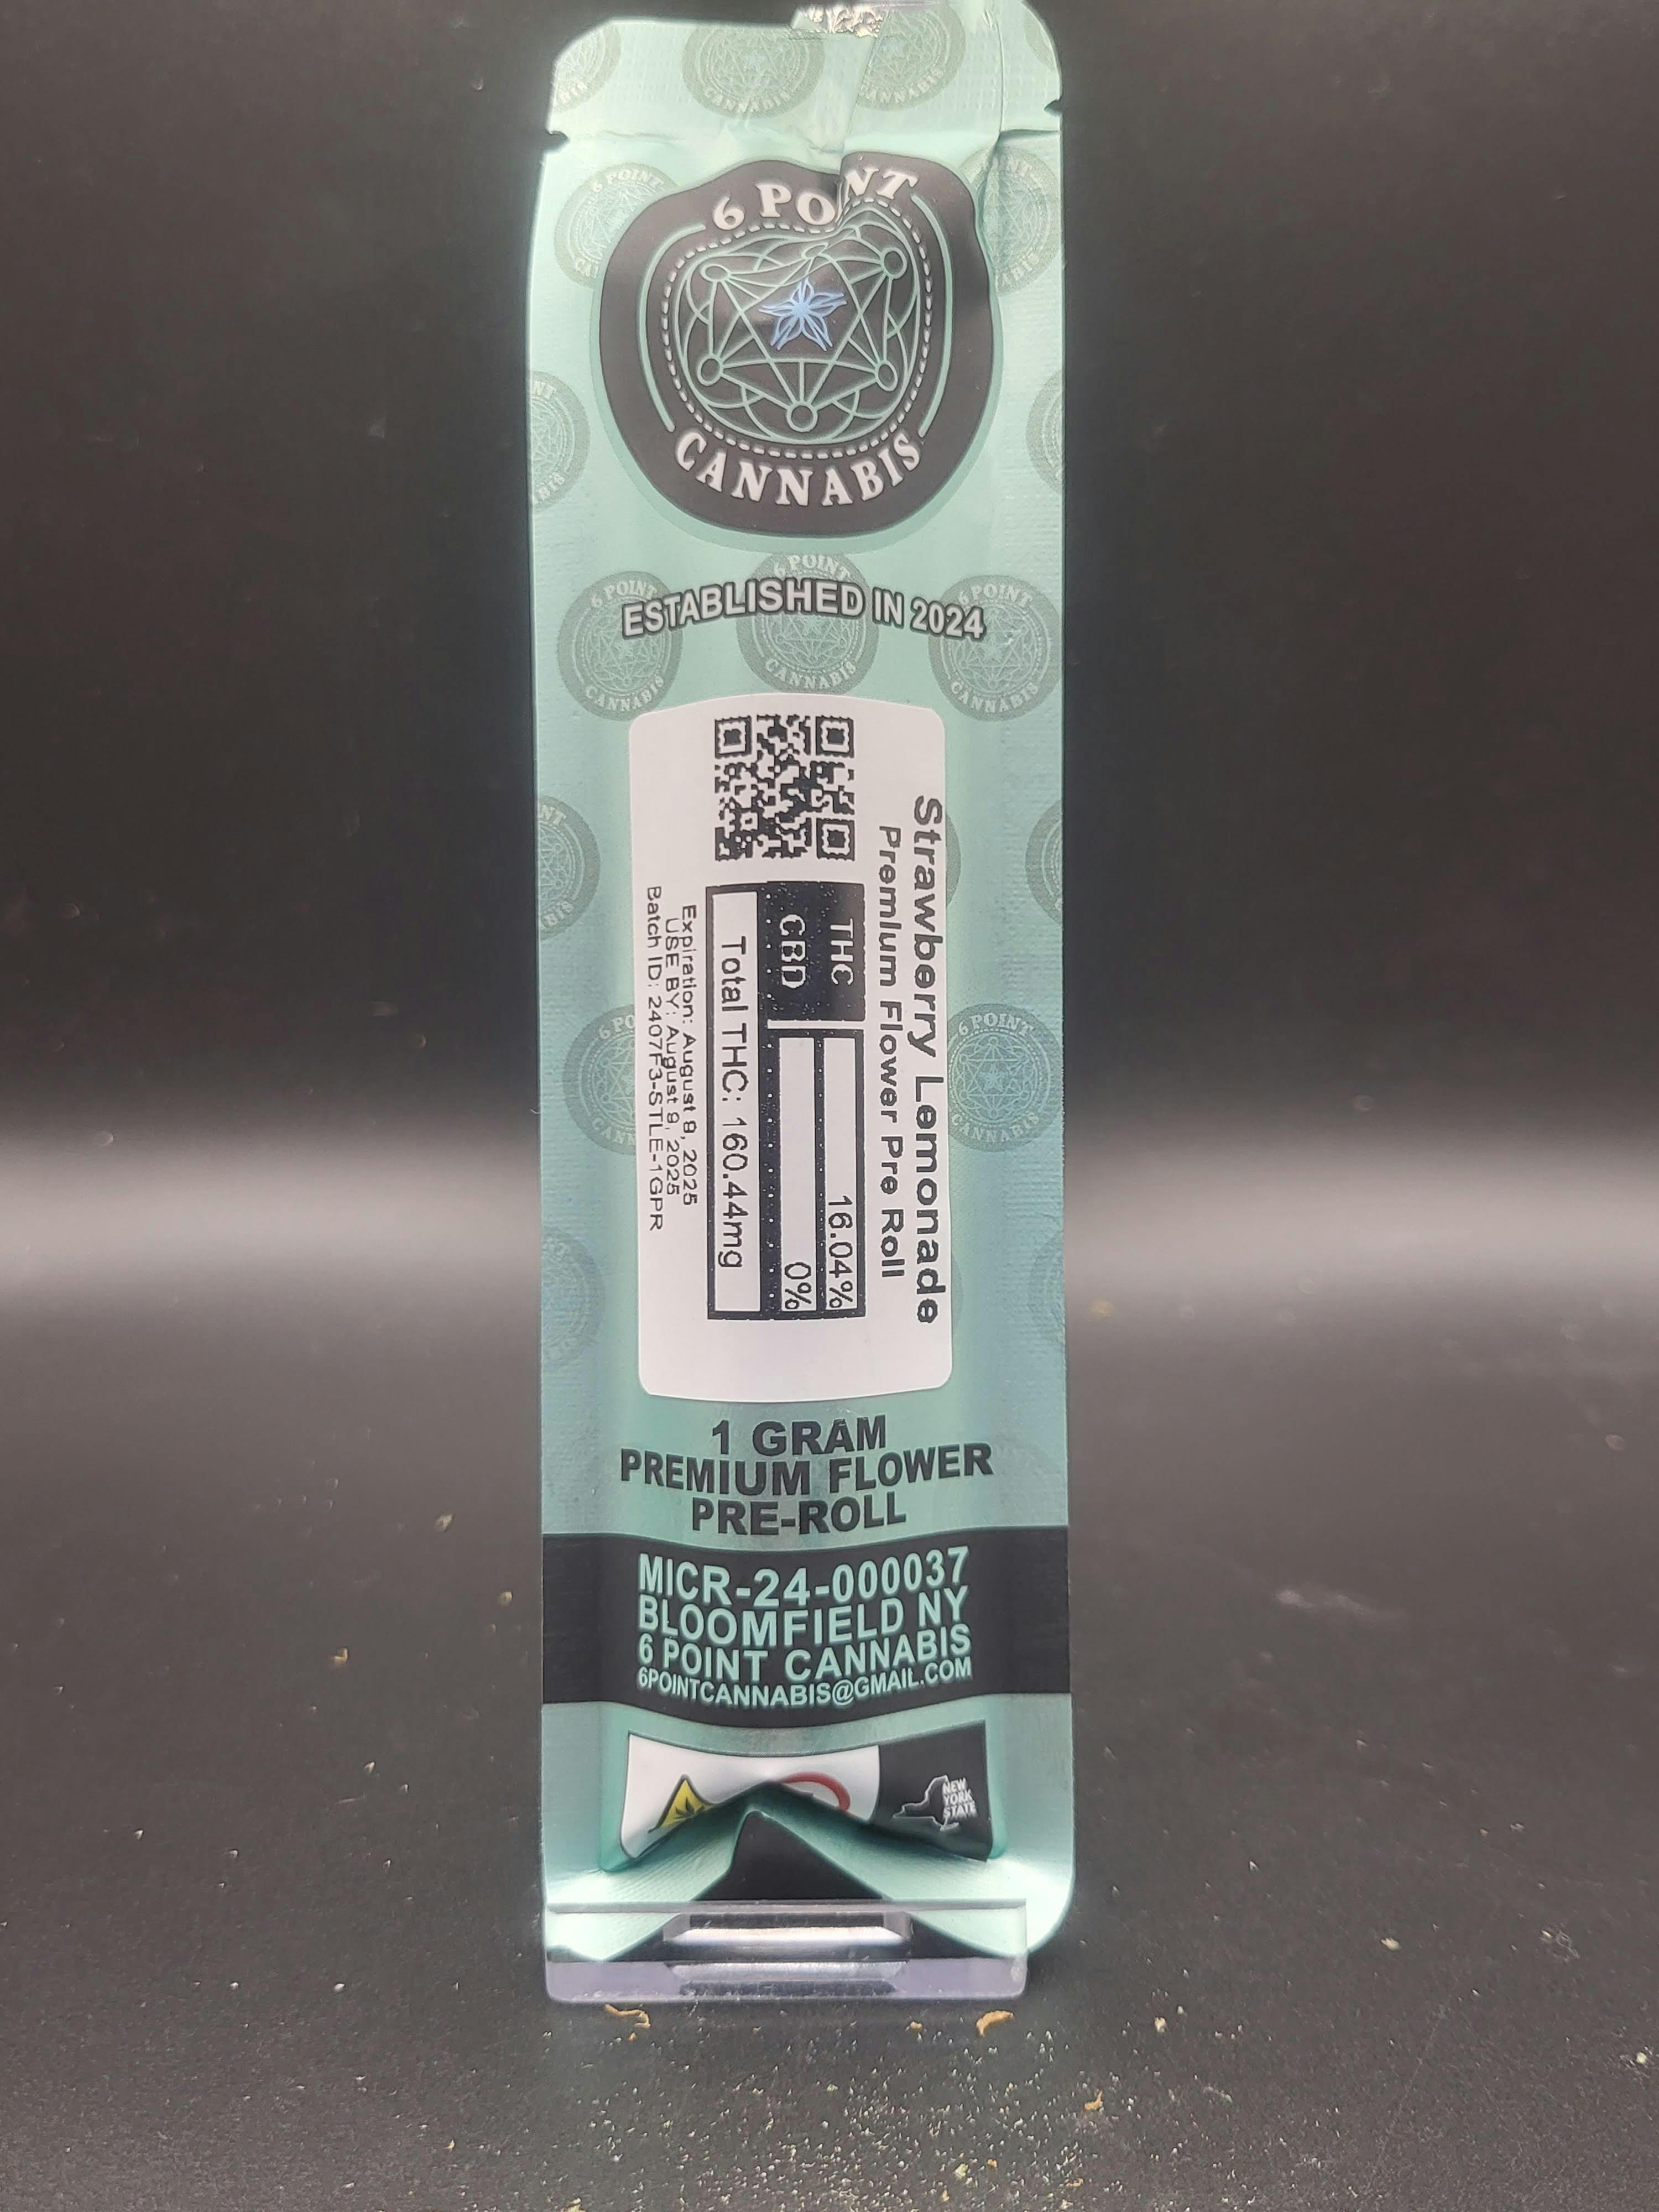 6 POINT
CANNABIS
ESTABLISHED IN 2024
Strawberry Lemonade
Premium Flower Pre Roll
THC 16.04%
CBD 0%
Total THC: 160.44mg
Expiration: August 9, 2025
USE BY: August 9, 2025
Batch ID: 2407F3-STLE-1GPR
1 GRAM
PREMIUM FLOWER
PRE-ROLL
MICR-24-000037
BLOOMFIELD NY
6 POINT CANNABIS
6POINTCANNABIS@GMAIL.COM
NEW
YORK
STATE